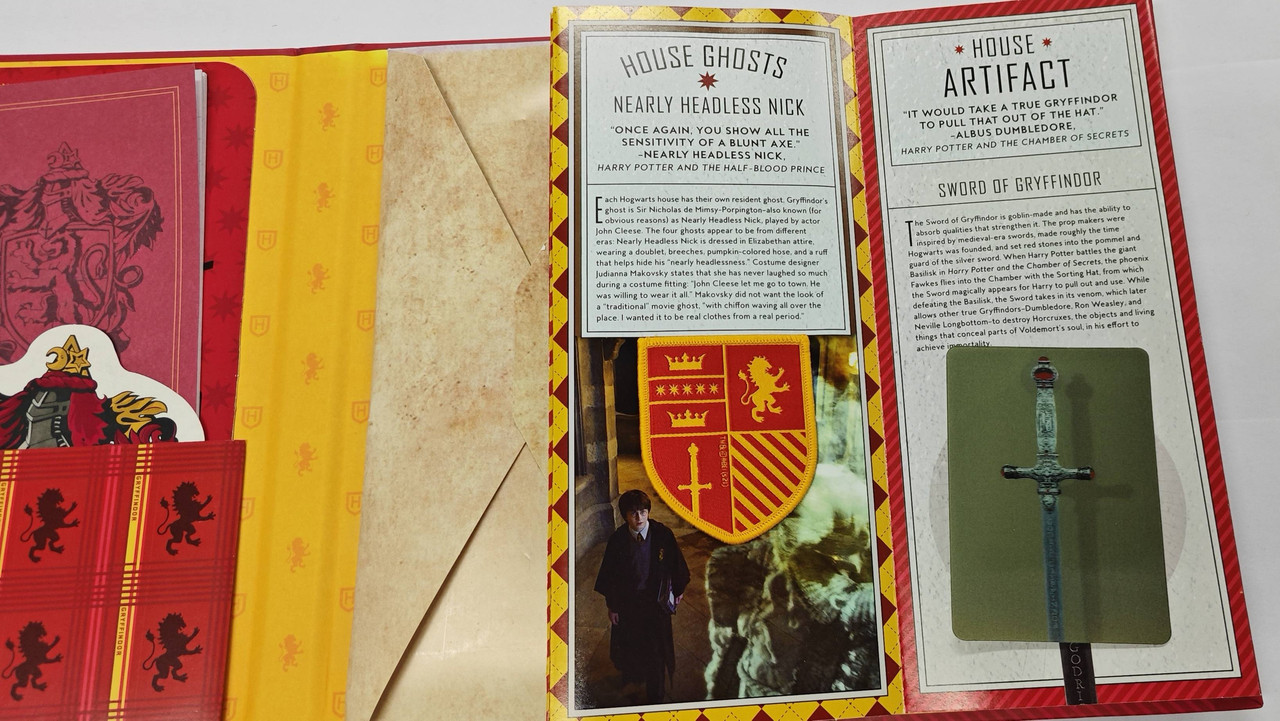 HOUSE GHOSTS
NEARLY HEADLESS NICK
"ONCE AGAIN, YOU SHOW ALL THE
SENSITIVITY OF A BLUNT AXE."
–NEARLY HEADLESS NICK,
HARRY POTTER AND THE HALF-BLOOD PRINCE
Each Hogwarts house has their own resident ghost. Gryffindor's
ghost is Sir Nicholas de Mimsy-Porpington–also known (for
obvious reasons) as Nearly Headless Nick, played by actor
John Cleese. The four ghosts appear to be from different
eras: Nearly Headless Nick is dressed in Elizabethan attire,
wearing a doublet, breeches, pumpkin-colored hose, and a ruff
that helps hide his "nearly headlessness." Costume designer
Judianna Makovsky states that she has never laughed so much
during a costume fitting: "John Cleese let me go to town. He
was willing to wear it all." Makovsky did not want the look of
a "traditional" movie ghost, "with chiffon waving all over the
place. I wanted it to be real clothes from a real period."
HOUSE
ARTIFACT
"IT WOULD TAKE A TRUE GRYFFINDOR
TO PULL THAT OUT OF THE HAT."
–ALBUS DUMBLEDORE,
HARRY POTTER AND THE CHAMBER OF SECRETS
SWORD OF GRYFFINDOR
The Sword of Gryffindor is goblin-made and has the ability to
absorb qualities that strengthen it. The prop makers were
inspired by medieval-era swords, made roughly the time
Hogwarts was founded, and set red stones into the pommel and
guard of the silver sword. When Harry Potter battles the giant
Basilisk in Harry Potter and the Chamber of Secrets, the phoenix
Fawkes flies into the Chamber with the Sorting Hat, from which
the Sword magically appears for Harry to pull out and use. While
defeating the Basilisk, the Sword takes in its venom, which later
allows other true Gryffindors–Dumbledore, Ron Weasley, and
Neville Longbottom–to destroy Horcruxes, the objects and living
things that conceal parts of Voldemort's soul, in his effort to
achieve immortality.
GODRI
GRYFFINDOR
GRYFFINDOR
GRYFFINDOR